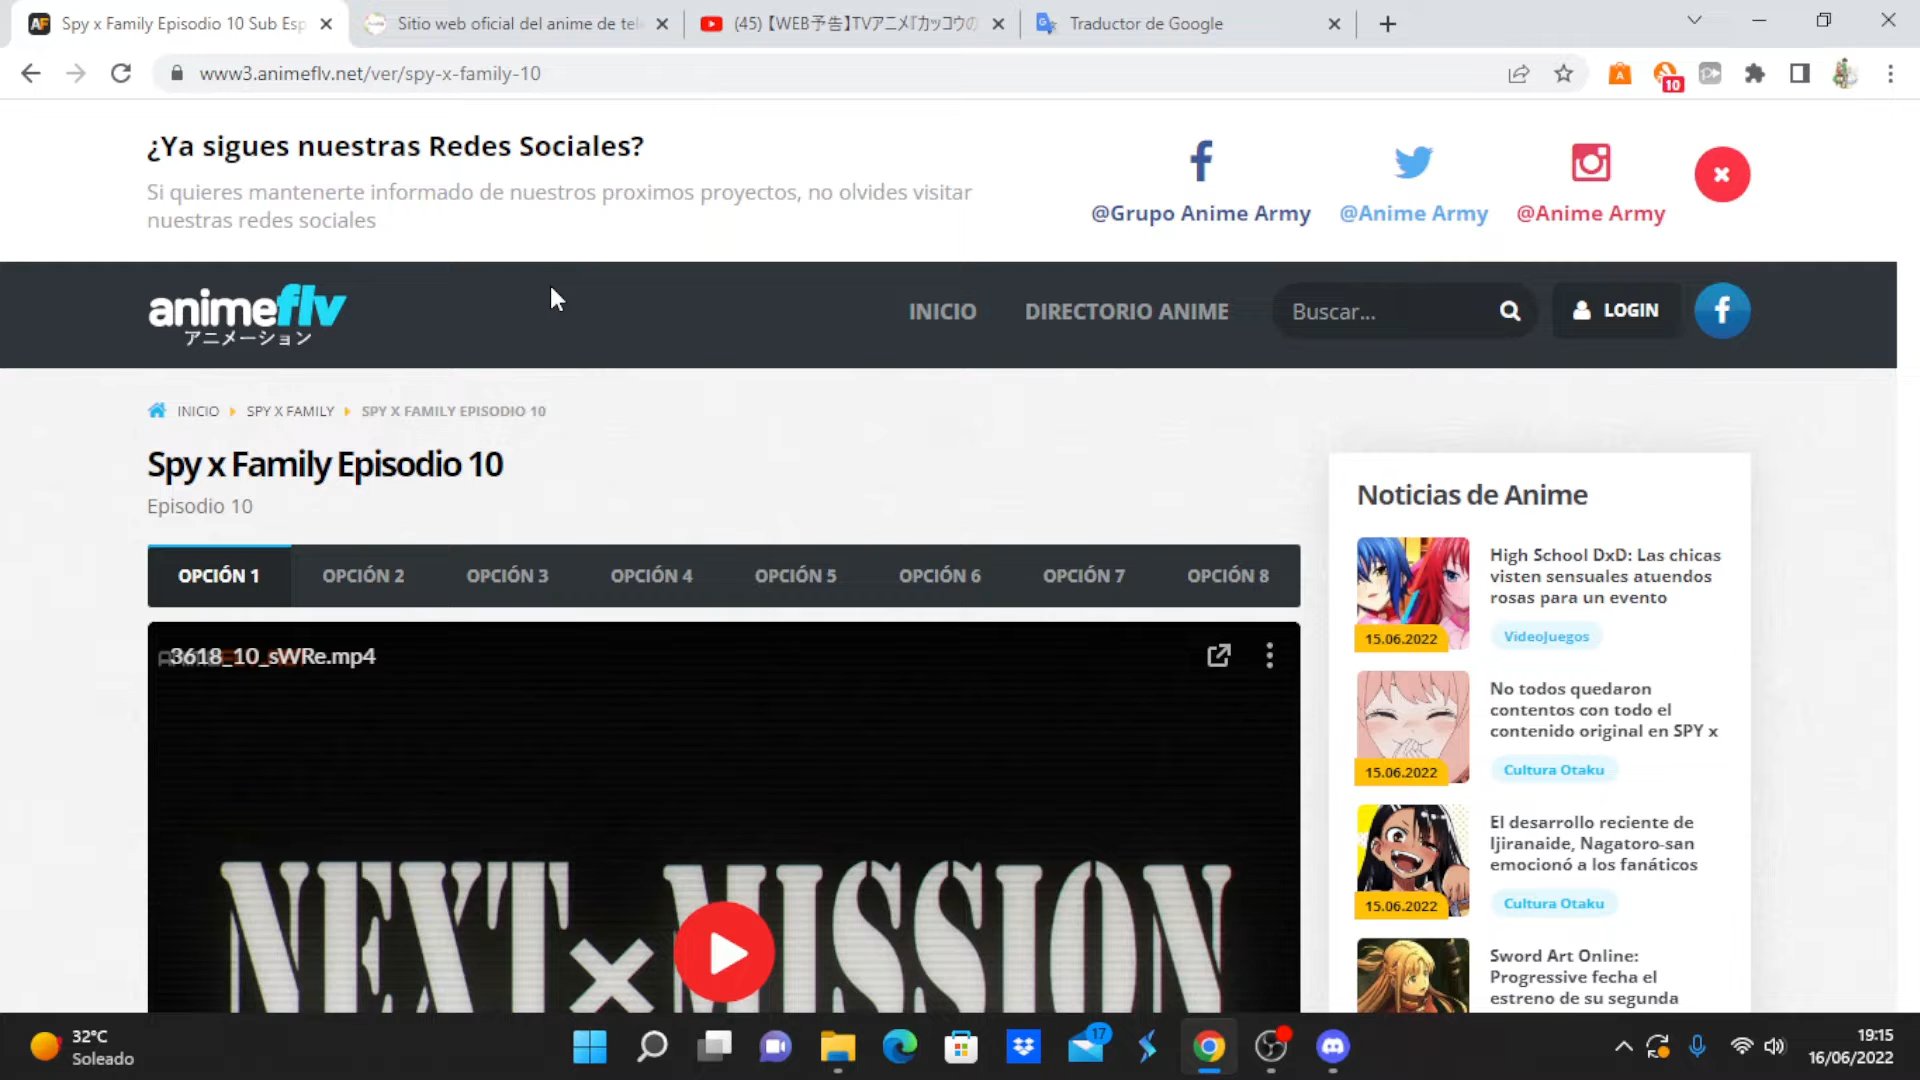 Spy x Family Episodio 10 Sub Esp
Sitio web oficial del anime de tele
(45)【WEB予告】TVアニメ『カッコウの
Traductor de Google
www3.animeflv.net/ver/spy-x-family-10
10
¿Ya sigues nuestras Redes Sociales?
Si quieres mantenerte informado de nuestros proximos proyectos, no olvides visitar
nuestras redes sociales
@Grupo Anime Army
@Anime Army
@Anime Army
animeflv
アニメーション
INICIO
DIRECTORIO ANIME
Buscar...
LOGIN
INICIO
SPY X FAMILY
SPY X FAMILY EPISODIO 10
Spy x Family Episodio 10
Episodio 10
OPCIÓN 1
OPCIÓN 2
OPCIÓN 3
OPCIÓN 4
OPCIÓN 5
OPCIÓN 6
OPCIÓN 7
OPCIÓN 8
3618_10_sWRe.mp4
NEXT×MISSION
Noticias de Anime
High School DxD: Las chicas
visten sensuales atuendos
rosas para un evento
VideoJuegos
15.06.2022
No todos quedaron
contentos con todo el
contenido original en SPY x
Cultura Otaku
15.06.2022
El desarrollo reciente de
Ijiranaide, Nagatoro-san
emocionó a los fanáticos
Cultura Otaku
15.06.2022
Sword Art Online:
Progressive fecha el
estreno de su segunda
32°C
Soleado
17
19:15
16/06/2022